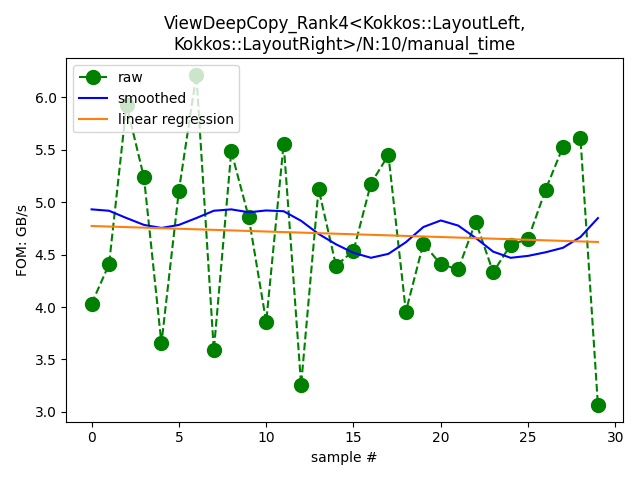 ViewDeepCopy_Rank4<Kokkos::LayoutLeft,
Kokkos::LayoutRight>/N:10/manual_time
raw
smoothed
linear regression
FOM: GB/s
6.0
5.5
5.0
4.5
4.0
3.5
3.0
0 5 10 15 20 25 30
sample #